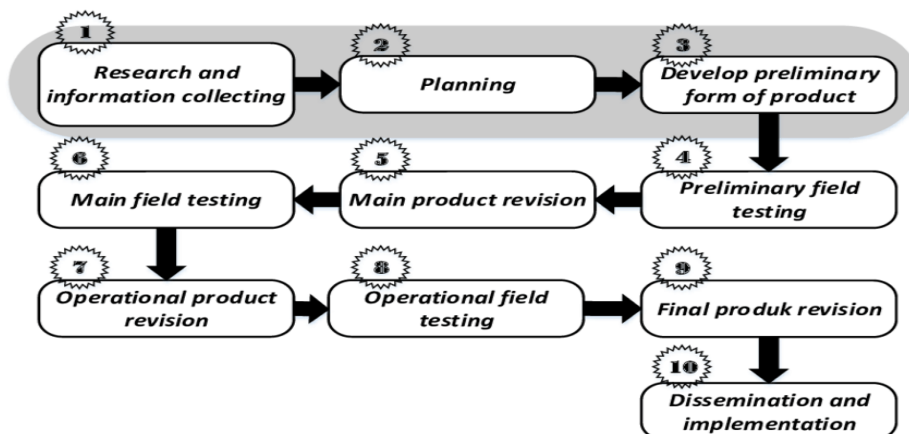 1
Research and
information collecting
2
Planning
3
Develop preliminary
form of product
4
Preliminary field
testing
5
Main product revision
6
Main field testing
7
Operational product
revision
8
Operational field
testing
9
Final produk revision
10
Dissemination and
implementation